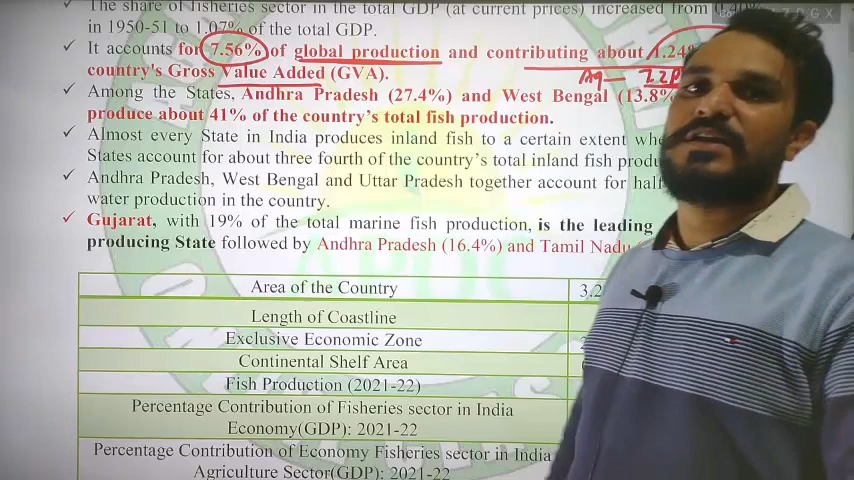 The share of fisheries sector in the total GDP (at current prices) increased from 0.40%
in 1950-51 to 1.07% of the total GDP.
✓ It accounts for 7.56% of global production and contributing about 1.24%
country's Gross Value Added (GVA).
Ag —
✓ Among the States, Andhra Pradesh (27.4%) and West Bengal (13.8%
produce about 41% of the country's total fish production.
✓ Almost every State in India produces inland fish to a certain extent
States account for about three fourth of the country's total inland fish
✓ Andhra Pradesh, West Bengal and Uttar Pradesh together account for half
water production in the country.
✓ Gujarat, with 19% of the total marine fish production, is the leading
producing State followed by Andhra Pradesh (16.4%) and Tamil Nadu
Area of the Country 3.2
Length of Coastline
Exclusive Economic Zone
Continental Shelf Area
Fish Production (2021-22)
Percentage Contribution of Fisheries sector in India
Economy(GDP): 2021-22
Percentage Contribution of Economy Fisheries sector in India
Agriculture Sector(GDP): 2021-22